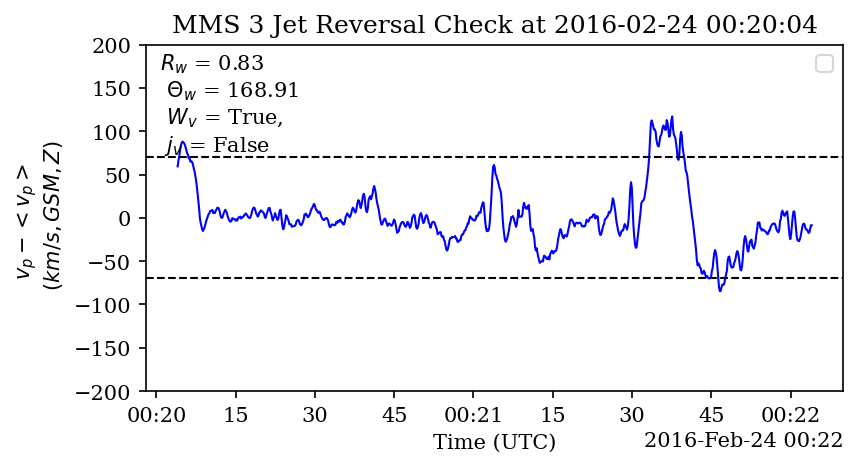 MMS 3 Jet Reversal Check at 2016-02-24 00:20:04
200
150
100
50
0
−50
−100
−150
−200
v_p − < v_p >
(km/s, GSM, Z)
R_w = 0.83
Θ_w = 168.91
W_v = True,
j_v = False
00:20 15 30 45 00:21 15 30 45 00:22
Time (UTC)
2016-Feb-24 00:22